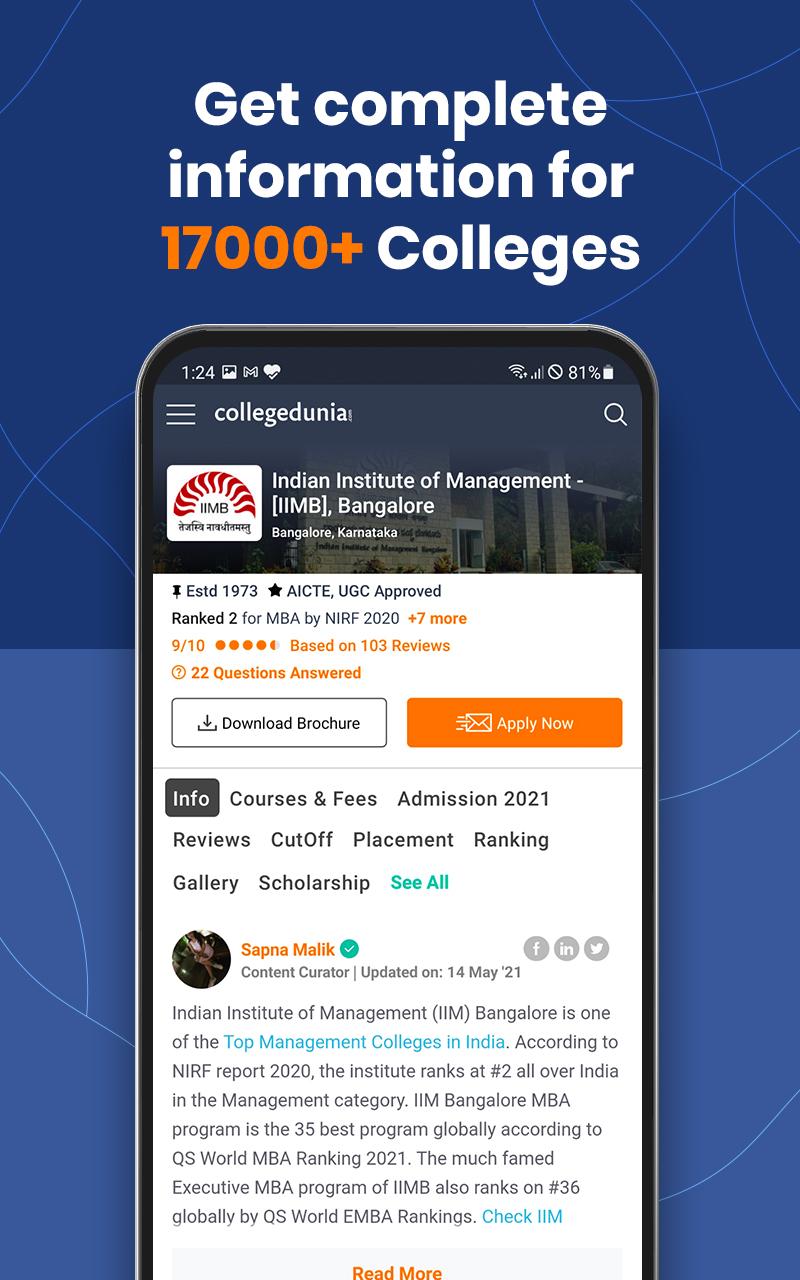 Get complete
information for
17000+ Colleges
1:24 81%
collegedunia
IIMB
तेजस्वि नावधीतमस्तु
Indian Institute of Management -
[IIMB], Bangalore
Bangalore, Karnataka
Indian Institute of Management Bangalore
Estd 1973 AICTE, UGC Approved
Ranked 2 for MBA by NIRF 2020 +7 more
9/10 Based on 103 Reviews
22 Questions Answered
Download Brochure Apply Now
Info Courses & Fees Admission 2021
Reviews CutOff Placement Ranking
Gallery Scholarship See All
Sapna Malik
Content Curator | Updated on: 14 May '21
Indian Institute of Management (IIM) Bangalore is one
of the Top Management Colleges in India. According to
NIRF report 2020, the institute ranks at #2 all over India
in the Management category. IIM Bangalore MBA
program is the 35 best program globally according to
QS World MBA Ranking 2021. The much famed
Executive MBA program of IIMB also ranks on #36
globally by QS World EMBA Rankings. Check IIM
Read More